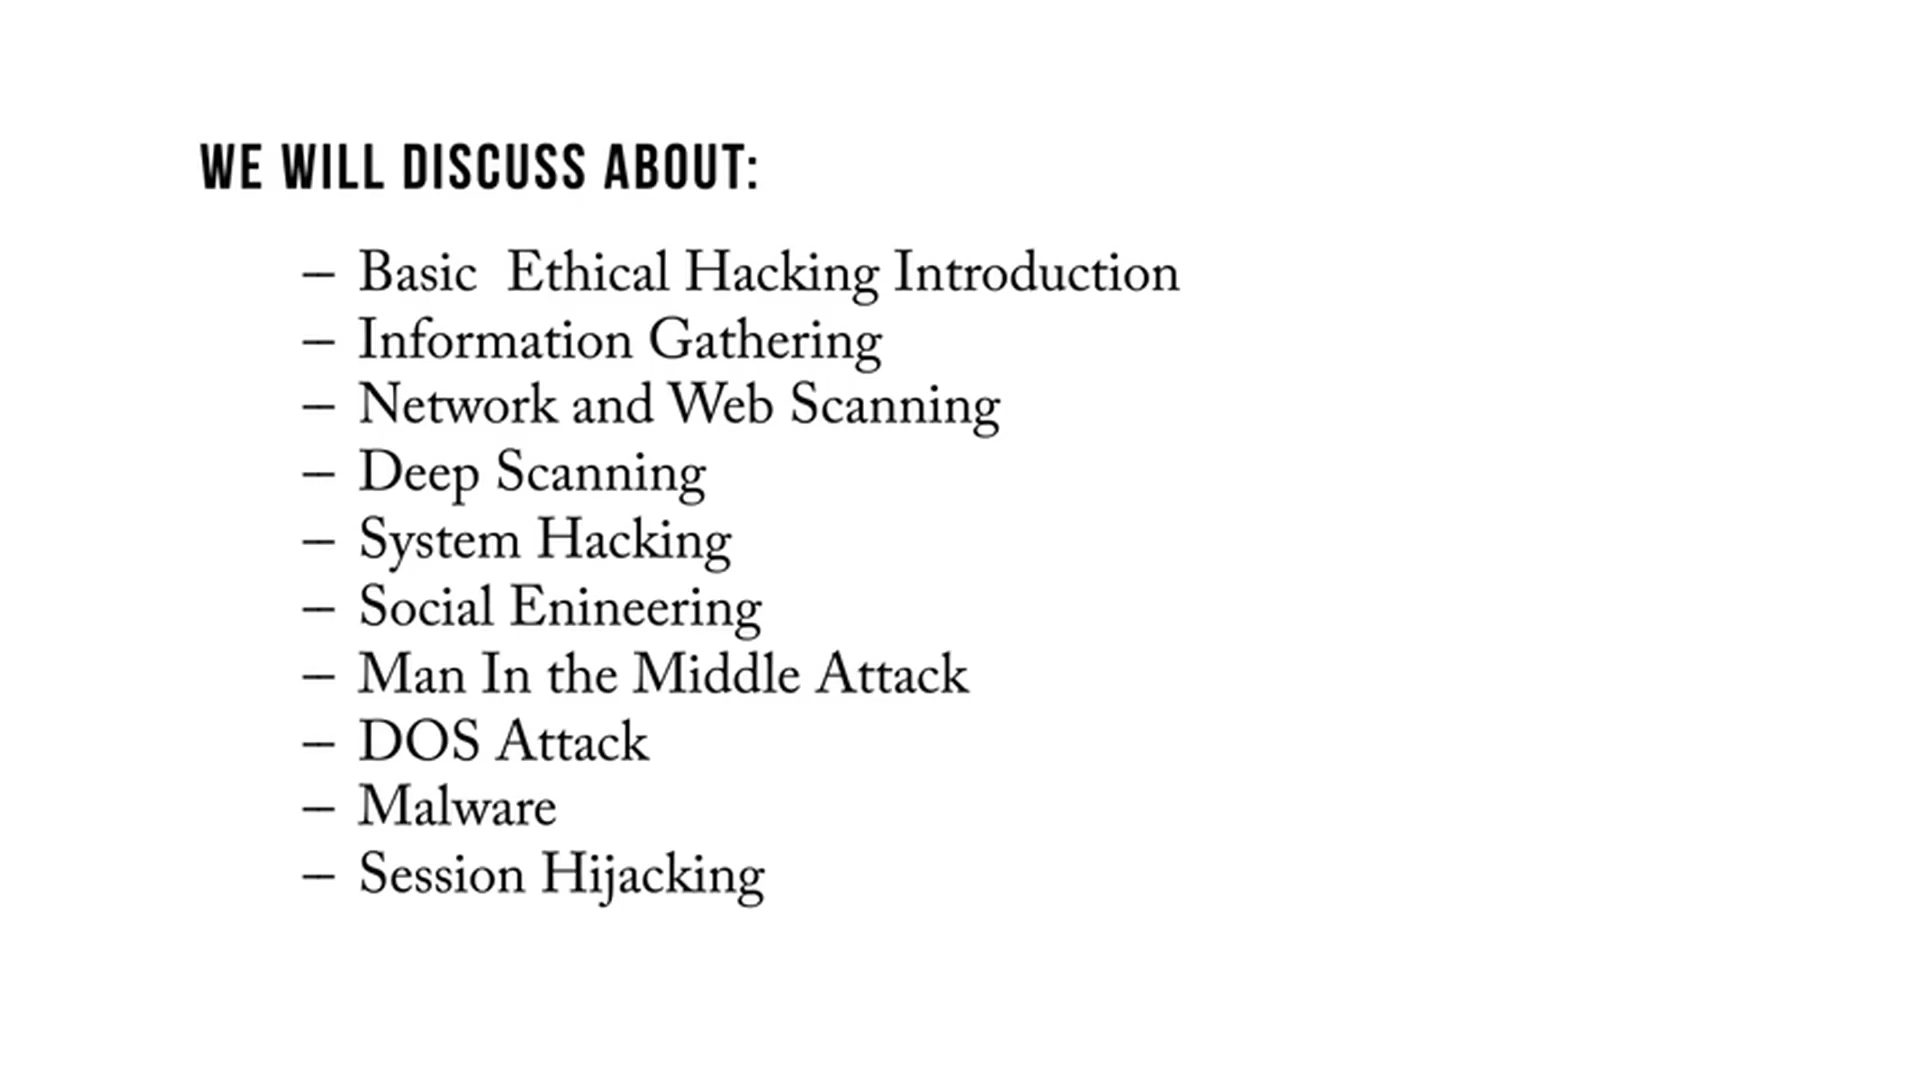 WE WILL DISCUSS ABOUT:
– Basic  Ethical Hacking Introduction
– Information Gathering
– Network and Web Scanning
– Deep Scanning
– System Hacking
– Social Enineering
– Man In the Middle Attack
– DOS Attack
– Malware
– Session Hijacking